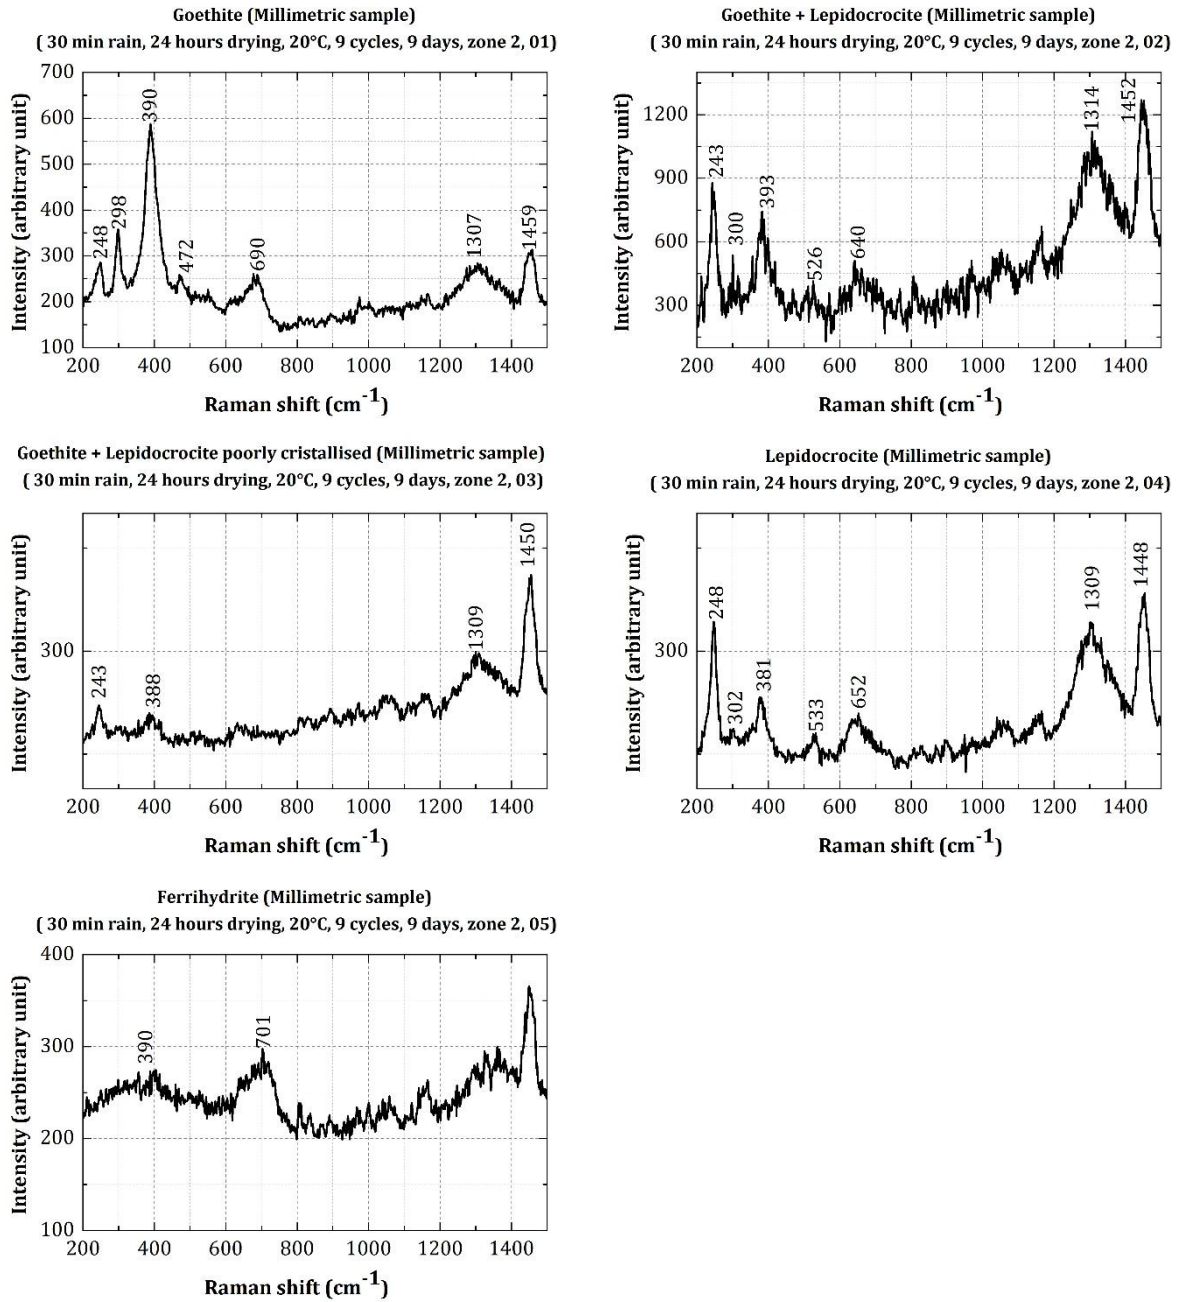 Goethite (Millimetric sample)
( 30 min rain, 24 hours drying, 20°C, 9 cycles, 9 days, zone 2, 01)
700
600
500
400
300
200
100
Intensity (arbitrary unit)
248
298
390
472
690
1307
1459
200 400 600 800 1000 1200 1400
Raman shift (cm-1)
Goethite + Lepidocrocite (Millimetric sample)
( 30 min rain, 24 hours drying, 20°C, 9 cycles, 9 days, zone 2, 02)
1200
900
600
300
Intensity (arbitrary unit)
243
300
393
526
640
1314
1452
200 400 600 800 1000 1200 1400
Raman shift (cm-1)
Goethite + Lepidocrocite poorly cristallised (Millimetric sample)
( 30 min rain, 24 hours drying, 20°C, 9 cycles, 9 days, zone 2, 03)
300
Intensity (arbitrary unit)
243
388
1309
1450
200 400 600 800 1000 1200 1400
Raman shift (cm-1)
Lepidocrocite (Millimetric sample)
( 30 min rain, 24 hours drying, 20°C, 9 cycles, 9 days, zone 2, 04)
300
Intensity (arbitrary unit)
248
302
381
533
652
1309
1448
200 400 600 800 1000 1200 1400
Raman shift (cm-1)
Ferrihydrite (Millimetric sample)
( 30 min rain, 24 hours drying, 20°C, 9 cycles, 9 days, zone 2, 05)
400
300
200
100
Intensity (arbitrary unit)
390
701
200 400 600 800 1000 1200 1400
Raman shift (cm-1)